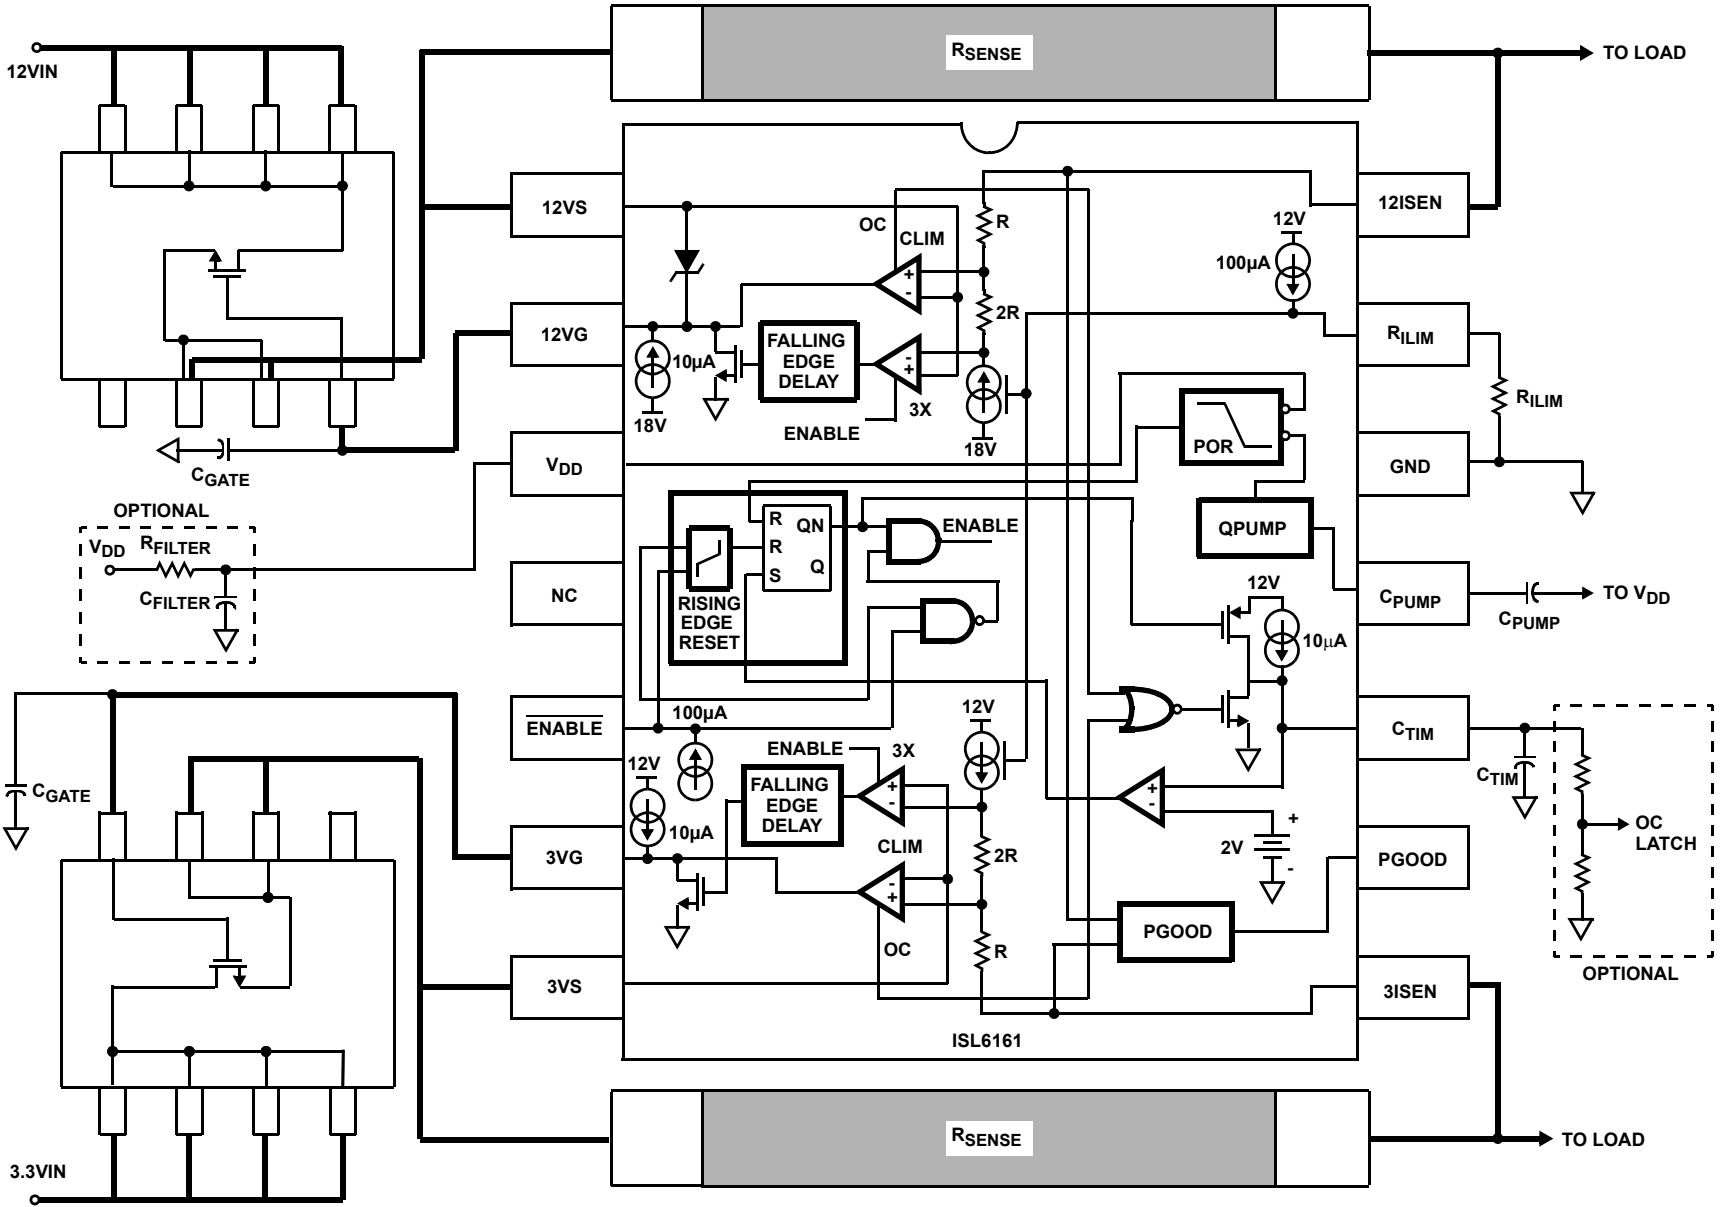 12VIN
RSENSE
TO LOAD
12VS
12ISEN
OC
CLIM
R
+
-
12V
100µA
2R
12VG
10µA
18V
FALLING
EDGE
DELAY
-
+
3X
ENABLE
18V
RILIM
RILIM
POR
CGATE
VDD
GND
OPTIONAL
VDD
RFILTER
CFILTER
R
R
S
QN
Q
RISING
EDGE
RESET
ENABLE
QPUMP
NC
12V
10µA
CPUMP
CPUMP
TO VDD
ENABLE
100µA
12V
CTIM
CTIM
OC
LATCH
OPTIONAL
CGATE
12V
10µA
ENABLE
3X
FALLING
EDGE
DELAY
+
-
CLIM
2R
+
-
2V
+
-
3VG
PGOOD
-
+
OC
R
PGOOD
3VS
3ISEN
ISL6161
RSENSE
TO LOAD
3.3VIN